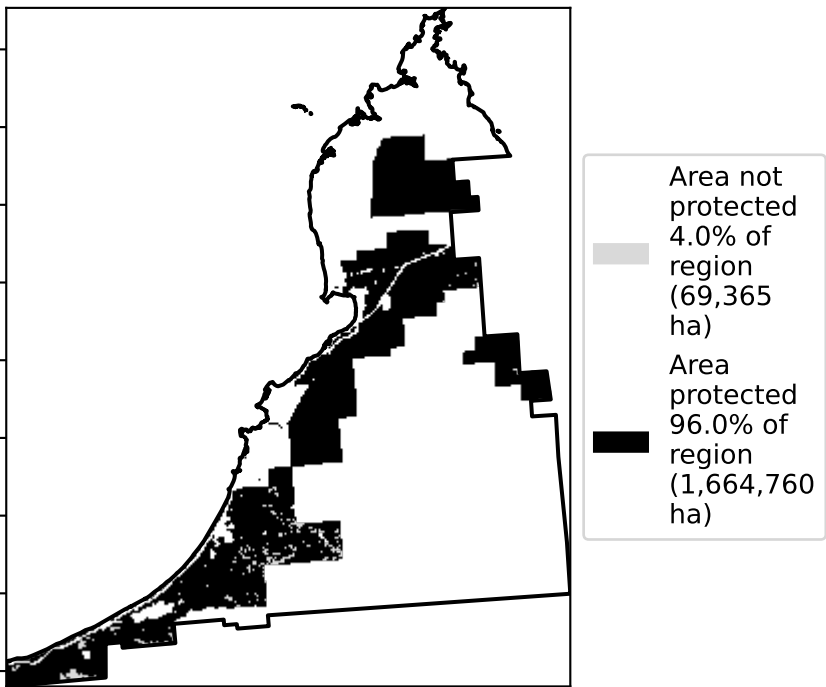 Area not
protected
4.0% of
region
(69,365
ha)
Area
protected
96.0% of
region
(1,664,760
ha)